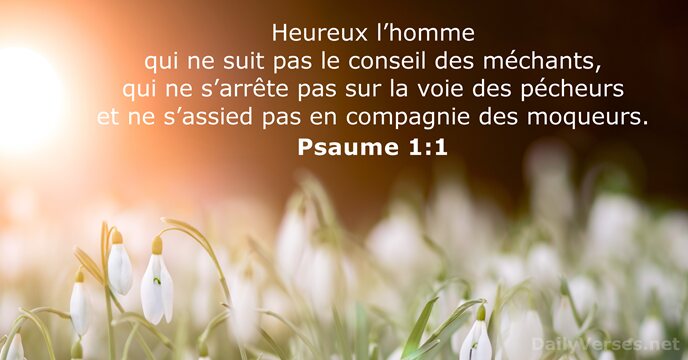 Heureux l’homme
qui ne suit pas le conseil des méchants,
qui ne s’arrête pas sur la voie des pécheurs
et ne s’assied pas en compagnie des moqueurs.
Psaume 1:1
DailyVerses.net